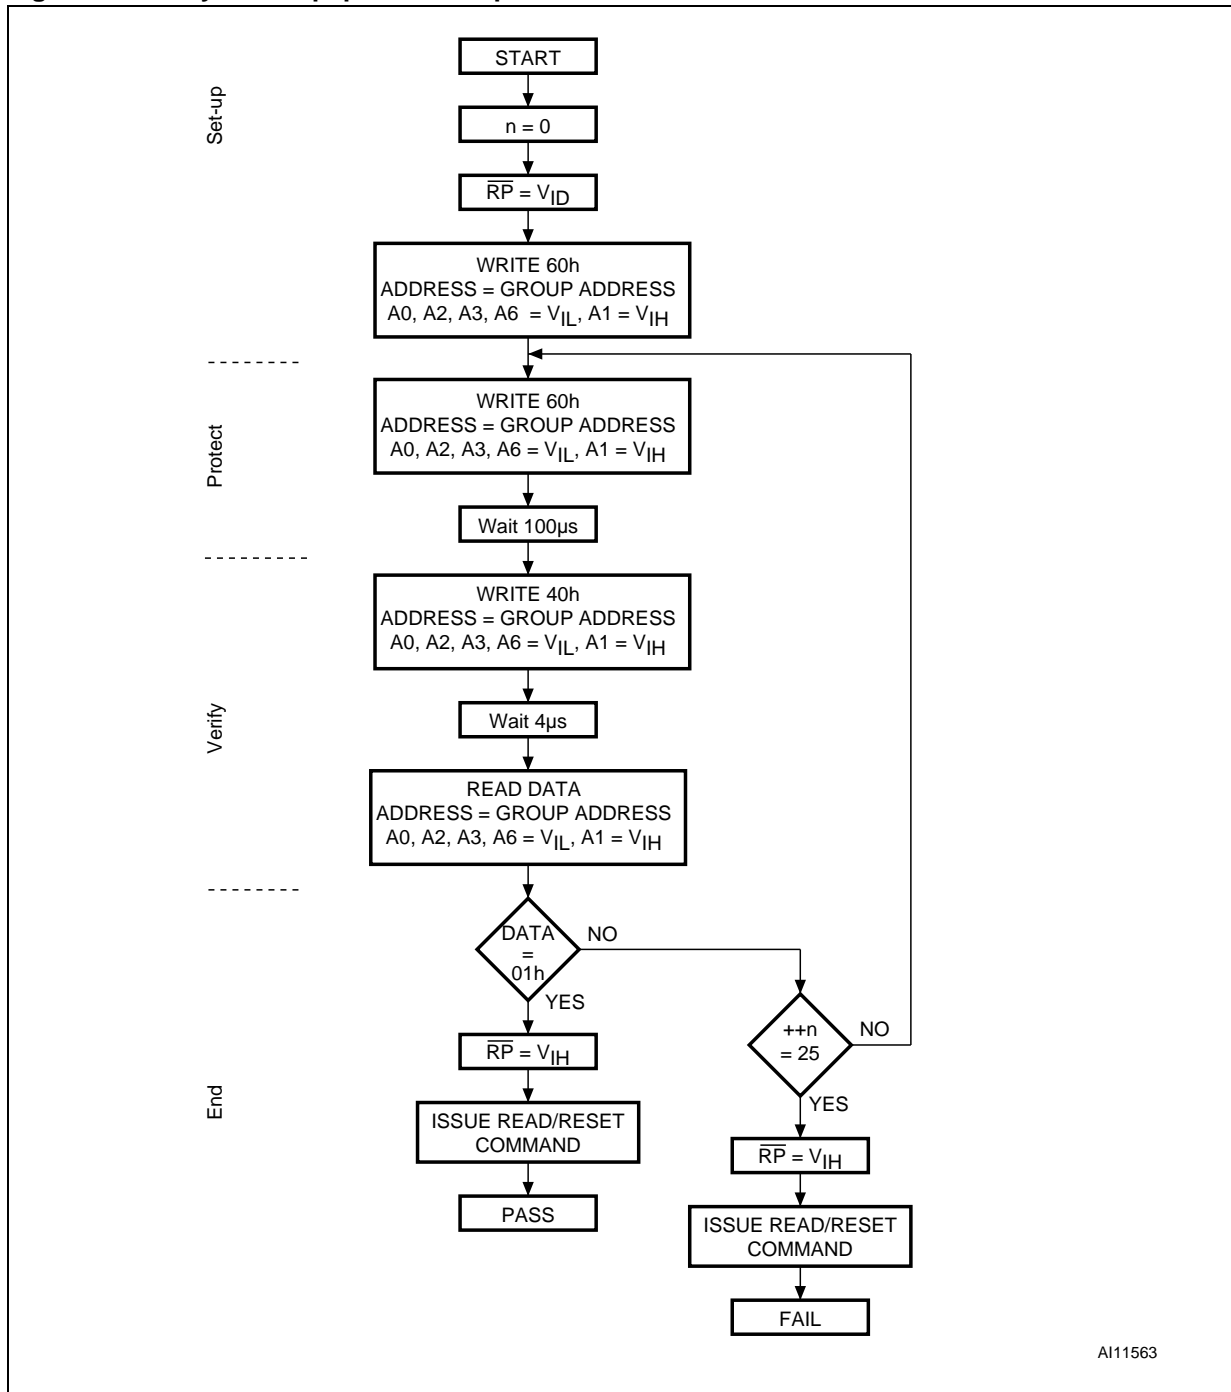 START
Set-up
n = 0
RP = VID
WRITE 60h
ADDRESS = GROUP ADDRESS
A0, A2, A3, A6 = VIL, A1 = VIH
Protect
WRITE 60h
ADDRESS = GROUP ADDRESS
A0, A2, A3, A6 = VIL, A1 = VIH
Wait 100µs
WRITE 40h
ADDRESS = GROUP ADDRESS
A0, A2, A3, A6 = VIL, A1 = VIH
Verify
Wait 4µs
READ DATA
ADDRESS = GROUP ADDRESS
A0, A2, A3, A6 = VIL, A1 = VIH
DATA
=
01h
NO
YES
++n
= 25
NO
YES
End
RP = VIH
ISSUE READ/RESET
COMMAND
PASS
RP = VIH
ISSUE READ/RESET
COMMAND
FAIL
AI11563